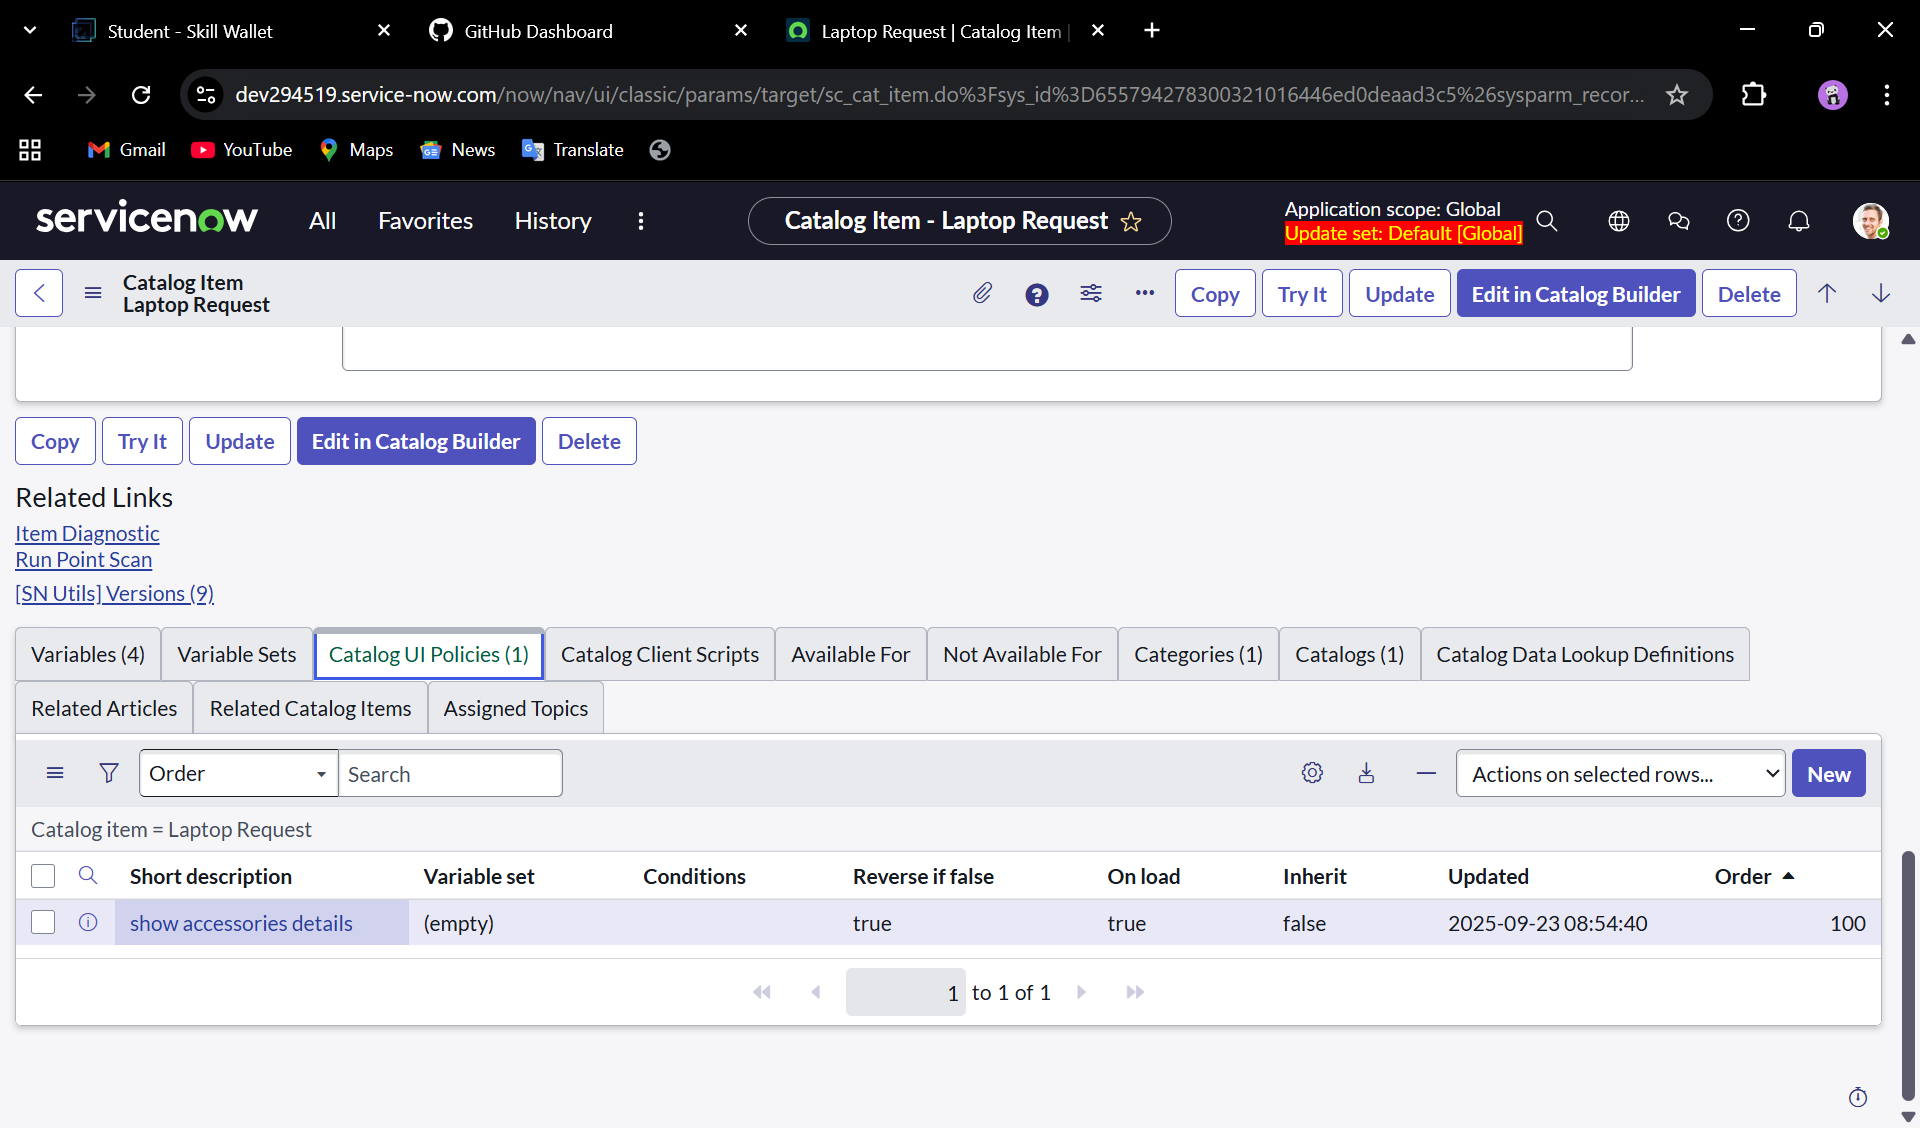 Student - Skill Wallet
GitHub Dashboard
Laptop Request | Catalog Item |
dev294519.service-now.com/now/nav/ui/classic/params/target/sc_cat_item.do%3Fsys_id%3D655794278300321016446ed0deaad3c5%26sysparm_recor...
Gmail
YouTube
Maps
News
Translate
servicenow
All
Favorites
History
Catalog Item - Laptop Request
Application scope: Global
Update set: Default [Global]
Catalog Item
Laptop Request
Copy
Try It
Update
Edit in Catalog Builder
Delete
Copy
Try It
Update
Edit in Catalog Builder
Delete
Related Links
Item Diagnostic
Run Point Scan
[SN Utils] Versions (9)
Variables (4)
Variable Sets
Catalog UI Policies (1)
Catalog Client Scripts
Available For
Not Available For
Categories (1)
Catalogs (1)
Catalog Data Lookup Definitions
Related Articles
Related Catalog Items
Assigned Topics
Order
Search
Actions on selected rows...
New
Catalog item = Laptop Request
Short description
Variable set
Conditions
Reverse if false
On load
Inherit
Updated
Order
show accessories details
(empty)
true
true
false
2025-09-23 08:54:40
100
1 to 1 of 1